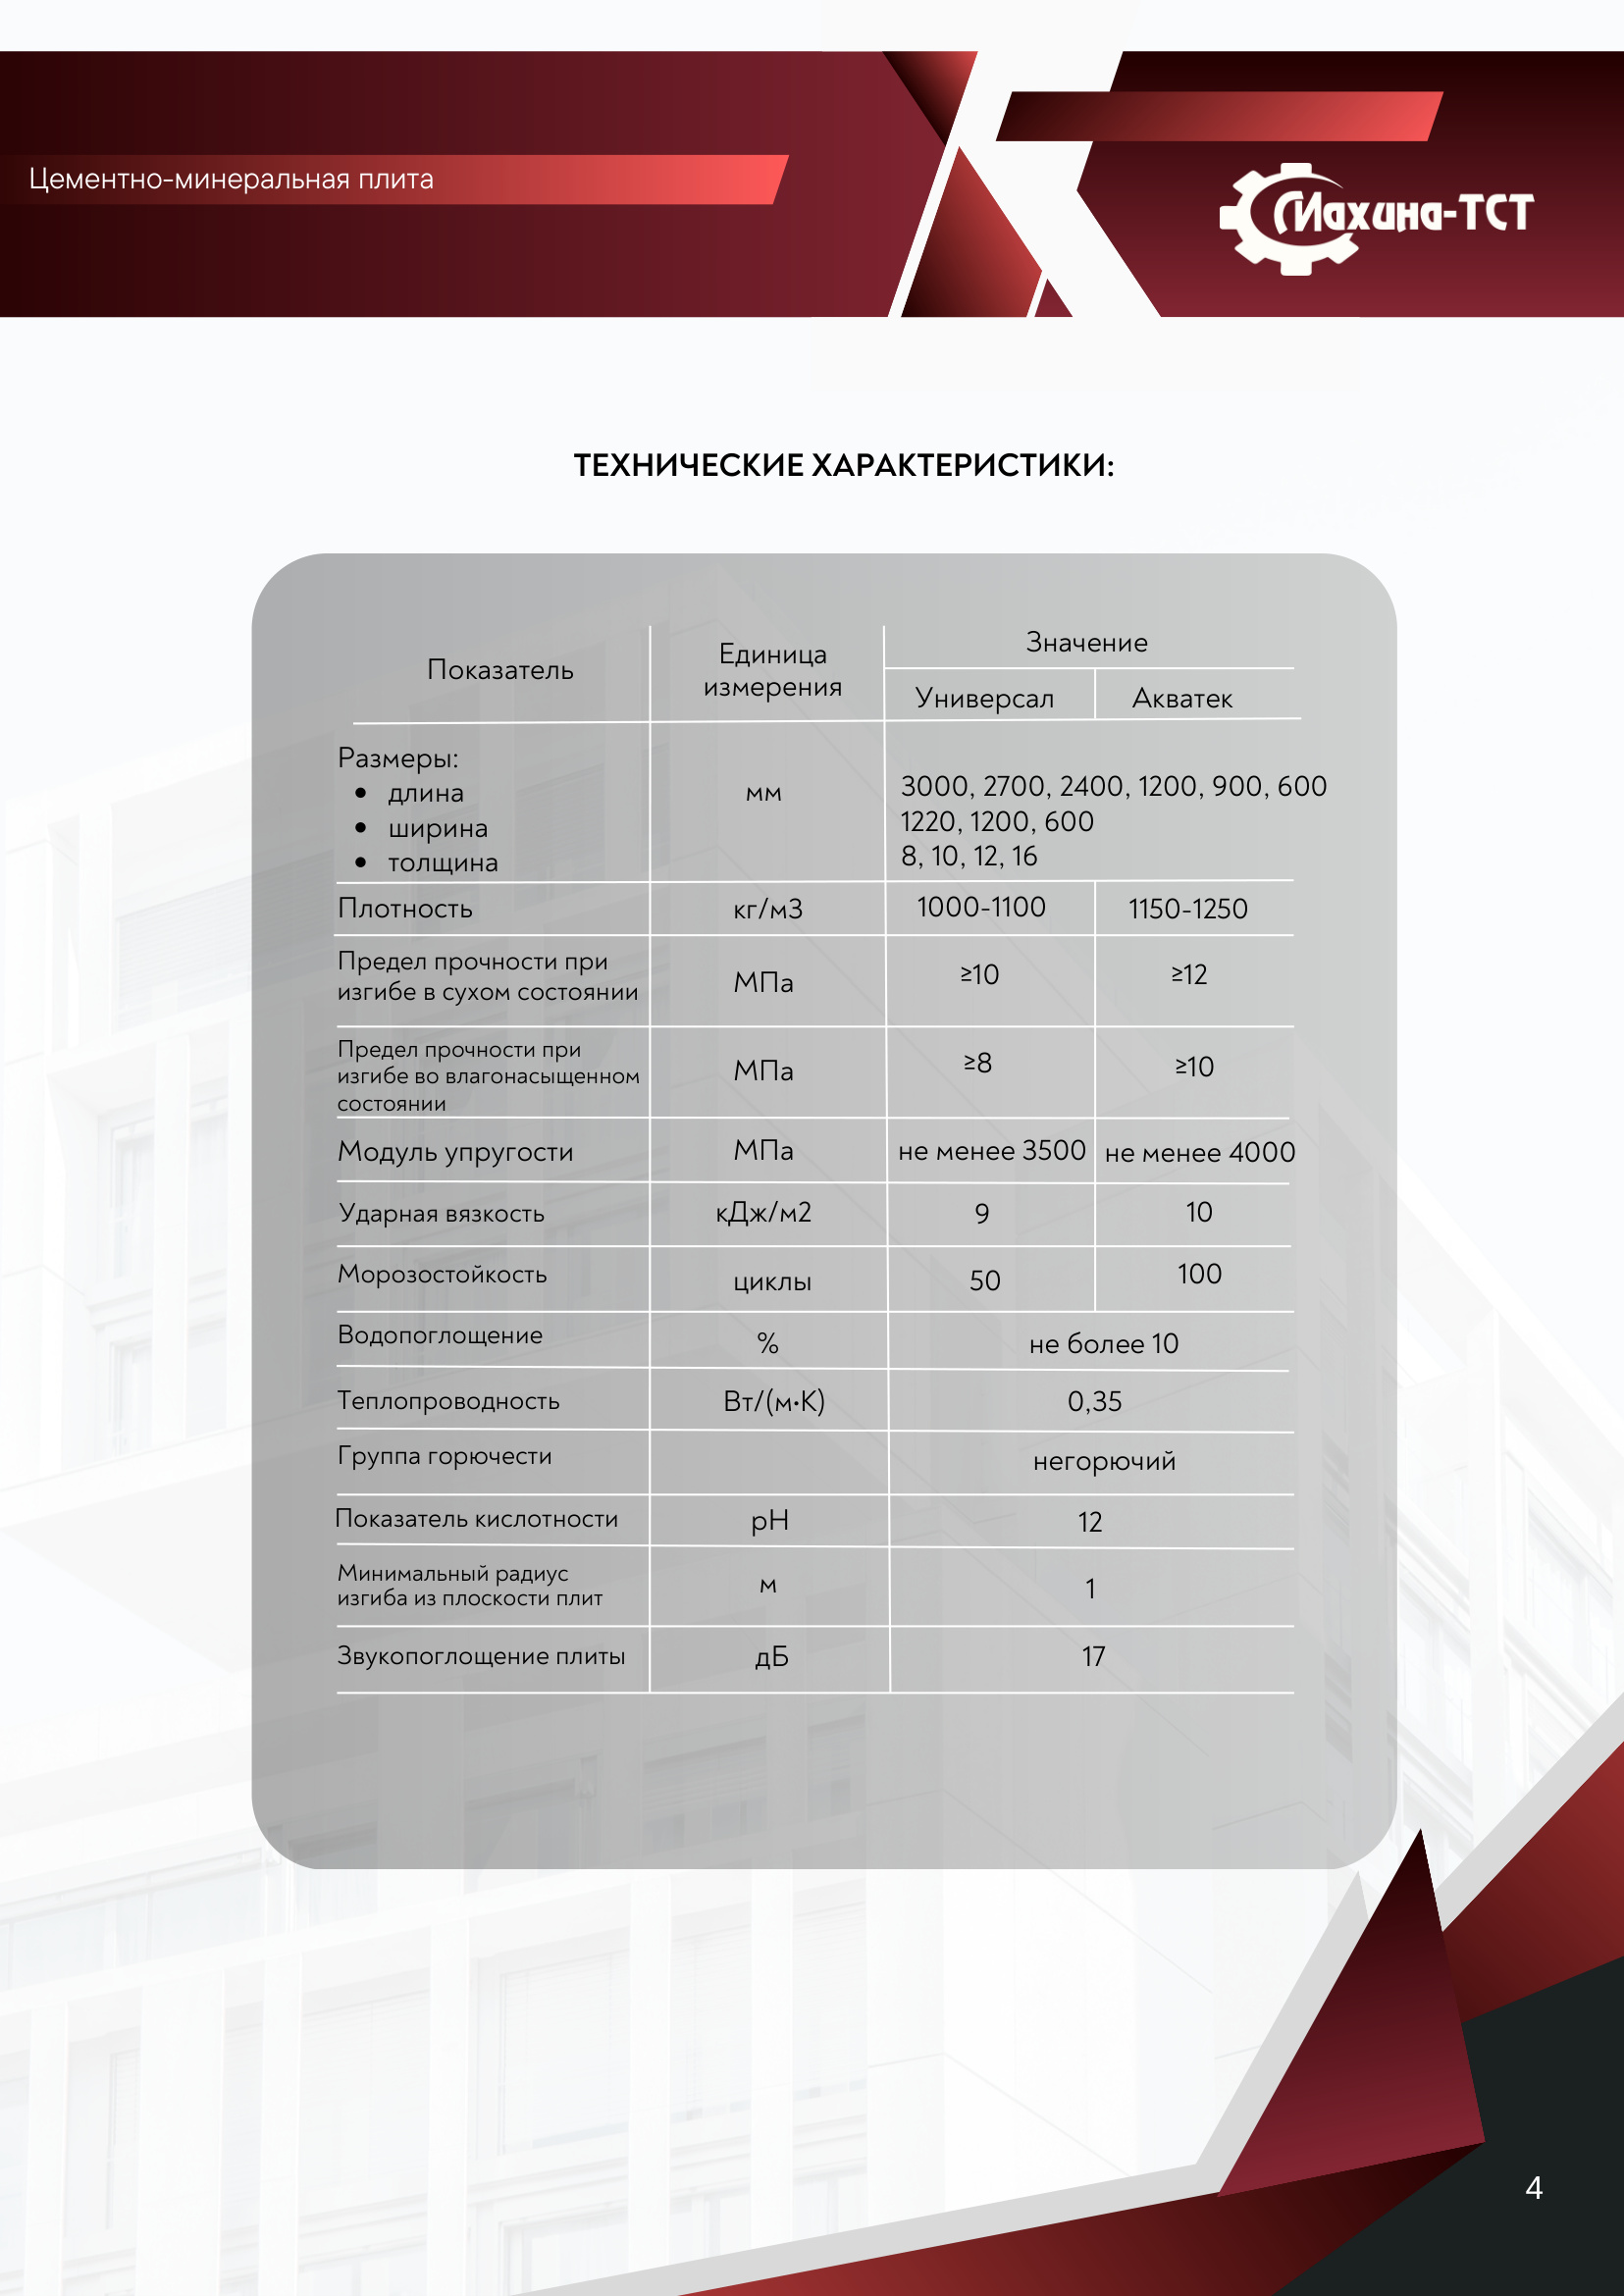 Цементно-минеральная плита
Махина-ТСТ
ТЕХНИЧЕСКИЕ ХАРАКТЕРИСТИКИ:
Показатель
Единица
измерения
Значение
Универсал
Акватек
Размеры:
• длина
• ширина
• толщина
мм
3000, 2700, 2400, 1200, 900, 600
1220, 1200, 600
8, 10, 12, 16
Плотность
кг/м3
1000-1100
1150-1250
Предел прочности при
изгибе в сухом состоянии
МПа
≥10
≥12
Предел прочности при
изгибе во влагонасыщенном
состоянии
МПа
≥8
≥10
Модуль упругости
МПа
не менее 3500
не менее 4000
Ударная вязкость
кДж/м2
9
10
Морозостойкость
циклы
50
100
Водопоглощение
%
не более 10
Теплопроводность
Вт/(м•К)
0,35
Группа горючести
негорючий
Показатель кислотности
pH
12
Минимальный радиус
изгиба из плоскости плит
м
1
Звукопоглощение плиты
дБ
17
4